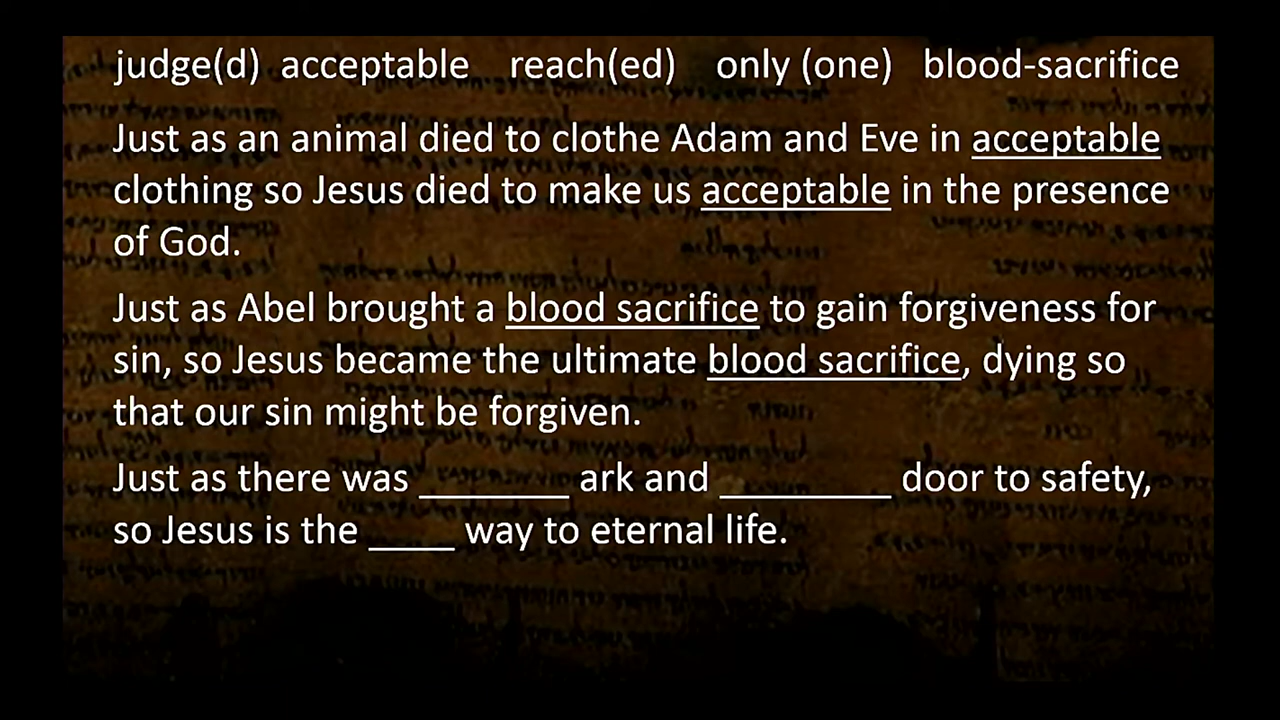 judge(d) acceptable reach(ed) only (one) blood-sacrifice
Just as an animal died to clothe Adam and Eve in acceptable
clothing so Jesus died to make us acceptable in the presence
of God.
Just as Abel brought a blood sacrifice to gain forgiveness for
sin, so Jesus became the ultimate blood sacrifice, dying so
that our sin might be forgiven.
Just as there was _______ ark and ________ door to safety,
so Jesus is the ____ way to eternal life.